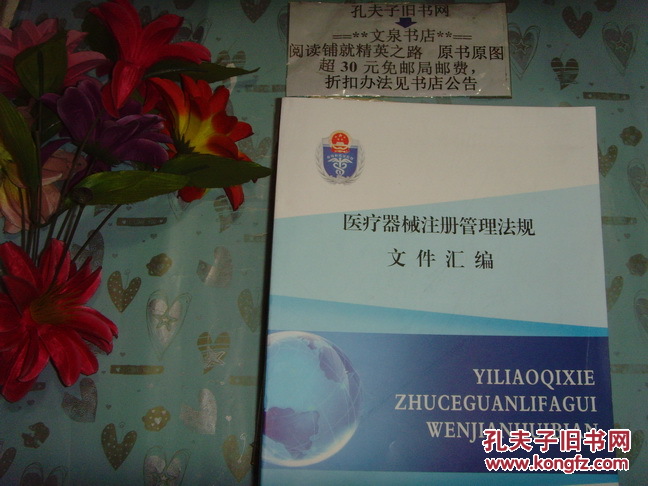 孔夫子旧书网
===**文泉书店**===
阅读铺就精英之路 原书原图
超 30 元免邮局邮费，
折扣办法见书店公告
医疗器械注册管理法规
文件汇编
YILIAOQIXIE
ZHUCEGUANLIFAGUI
WENJIANHUIBIAN
孔夫子旧书网
www.kongfz.com